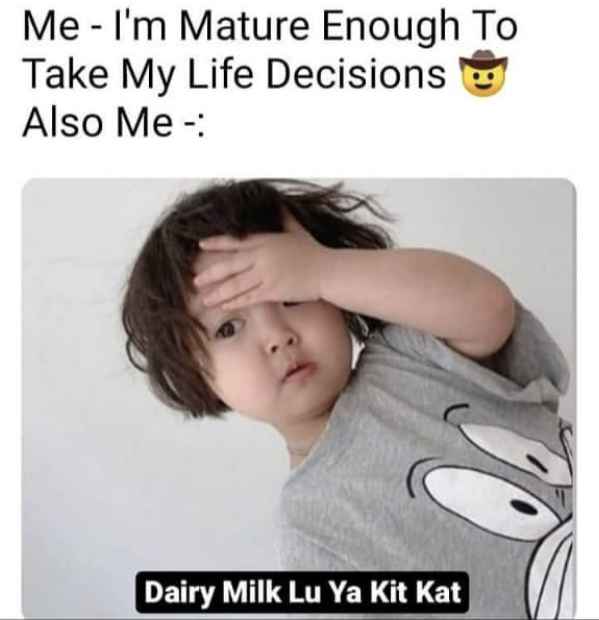 Me - I'm Mature Enough To
Take My Life Decisions 🤠
Also Me -:
Dairy Milk Lu Ya Kit Kat